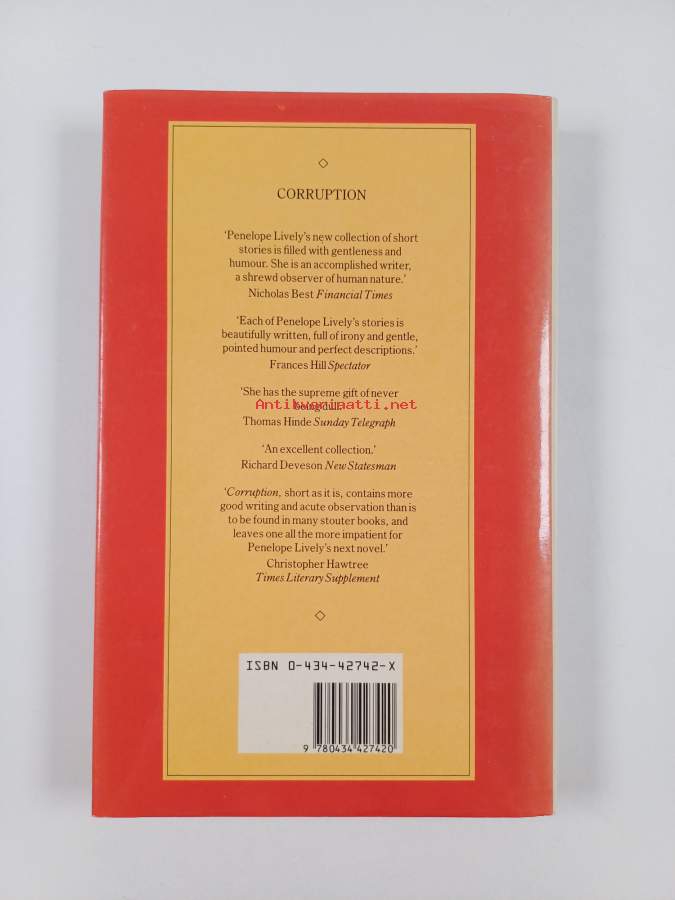 CORRUPTION
‘Penelope Lively’s new collection of short
stories is filled with gentleness and
humour. She is an accomplished writer,
a shrewd observer of human nature.’
Nicholas Best Financial Times
‘Each of Penelope Lively’s stories is
beautifully written, full of irony and gentle,
pointed humour and perfect descriptions.’
Frances Hill Spectator
‘She has the supreme gift of never
being dull.’
Antikvariaatti.net
Thomas Hinde Sunday Telegraph
‘An excellent collection.’
Richard Deveson New Statesman
‘Corruption, short as it is, contains more
good writing and acute observation than is
to be found in many stouter books, and
leaves one all the more impatient for
Penelope Lively’s next novel.’
Christopher Hawtree
Times Literary Supplement
ISBN 0-434-42742-X
9 780434 427420